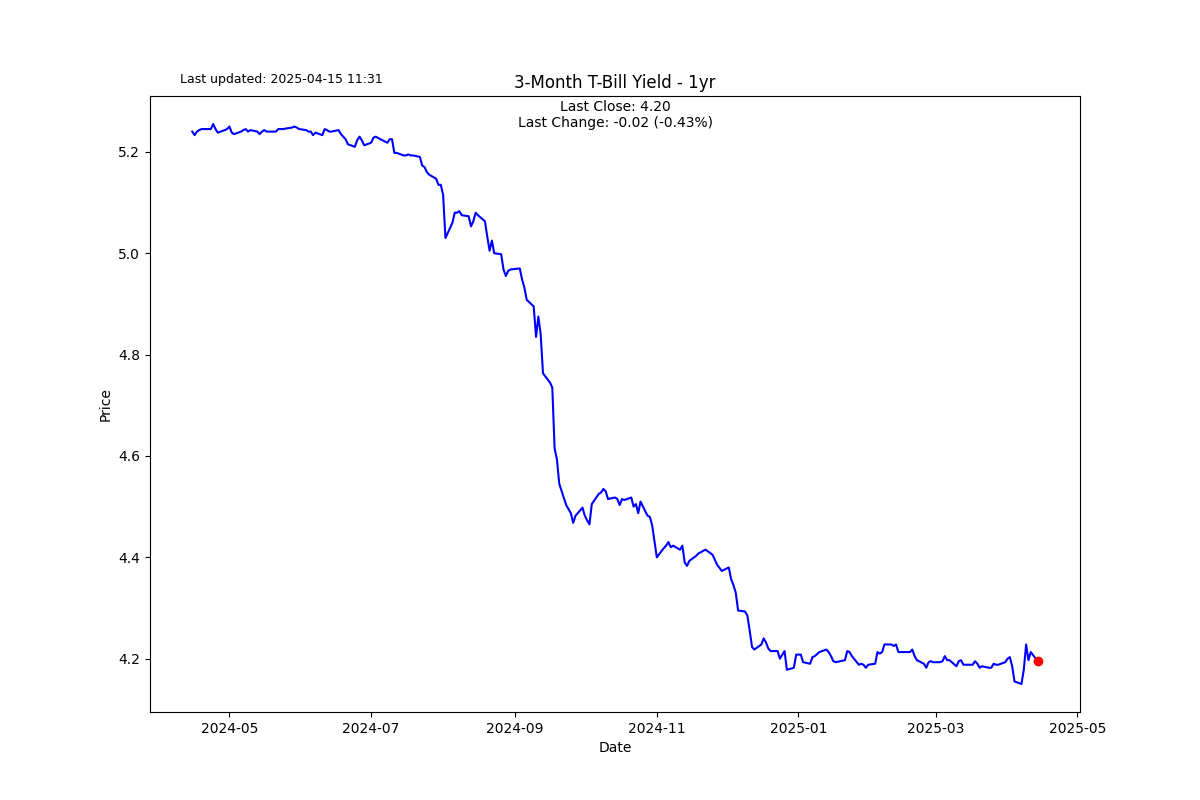 Last updated: 2025-04-15 11:31
3-Month T-Bill Yield - 1yr
Last Close: 4.20
Last Change: -0.02 (-0.43%)
Price
5.2
5.0
4.8
4.6
4.4
4.2
2024-05 2024-07 2024-09 2024-11 2025-01 2025-03 2025-05
Date